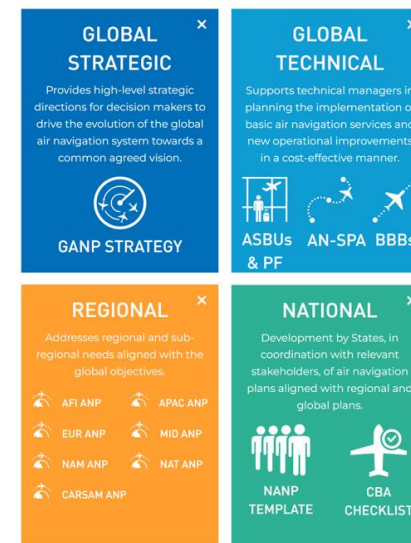 GLOBAL
STRATEGIC
Provides high-level strategic
directions for decision makers to
drive the evolution of the global
air navigation system towards a
common agreed vision.
GANP STRATEGY
GLOBAL
TECHNICAL
Supports technical managers in
planning the implementation o
basic air navigation services and
new operational improvements
in a cost-effective manner.
ASBUs
& PF
AN-SPA
BBBs
REGIONAL
Addresses regional and sub-
regional needs aligned with the
global objectives.
AFI ANP
APAC ANP
EUR ANP
MID ANP
NAM ANP
NAT ANP
CARSAM ANP
NATIONAL
Development by States, in
coordination with relevant
stakeholders, of air navigation
plans aligned with regional and
global plans.
NANP
TEMPLATE
CBA
CHECKLIST